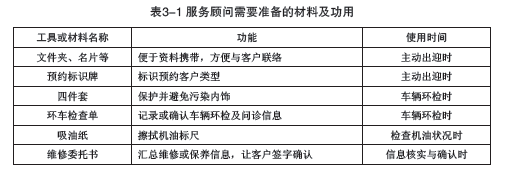 表3–1 服务顾问需要准备的材料及功用
工具或材料名称 功能 使用时间
文件夹、名片等 便于资料携带，方便与客户联络 主动出迎时
预约标识牌 标识预约客户类型 主动出迎时
四件套 保护并避免污染内饰 车辆环检时
环车检查单 记录或确认车辆环检及问诊信息 车辆环检时
吸油纸 擦拭机油标尺 检查机油状况时
维修委托书 汇总维修或保养信息，让客户签字确认 信息核实与确认时